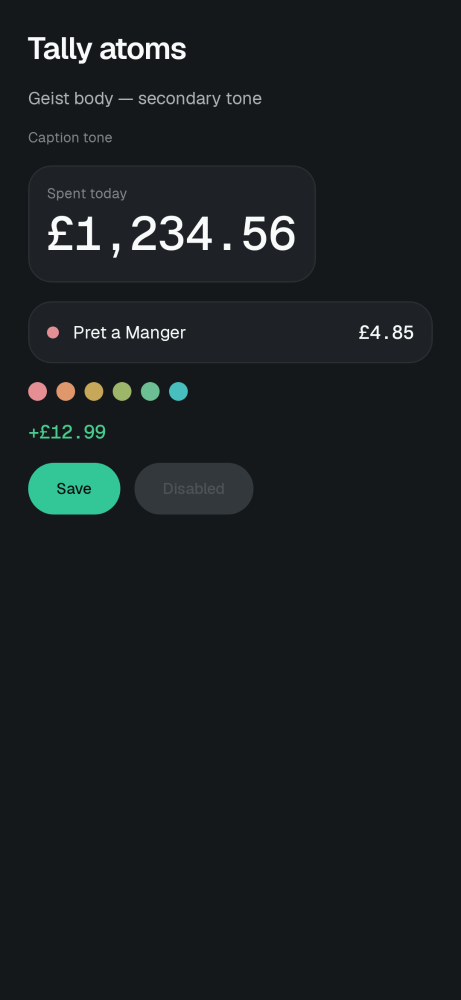 Tally atoms
Geist body — secondary tone
Caption tone
Spent today
£1,234.56
Pret a Manger £4.85
+£12.99
Save Disabled